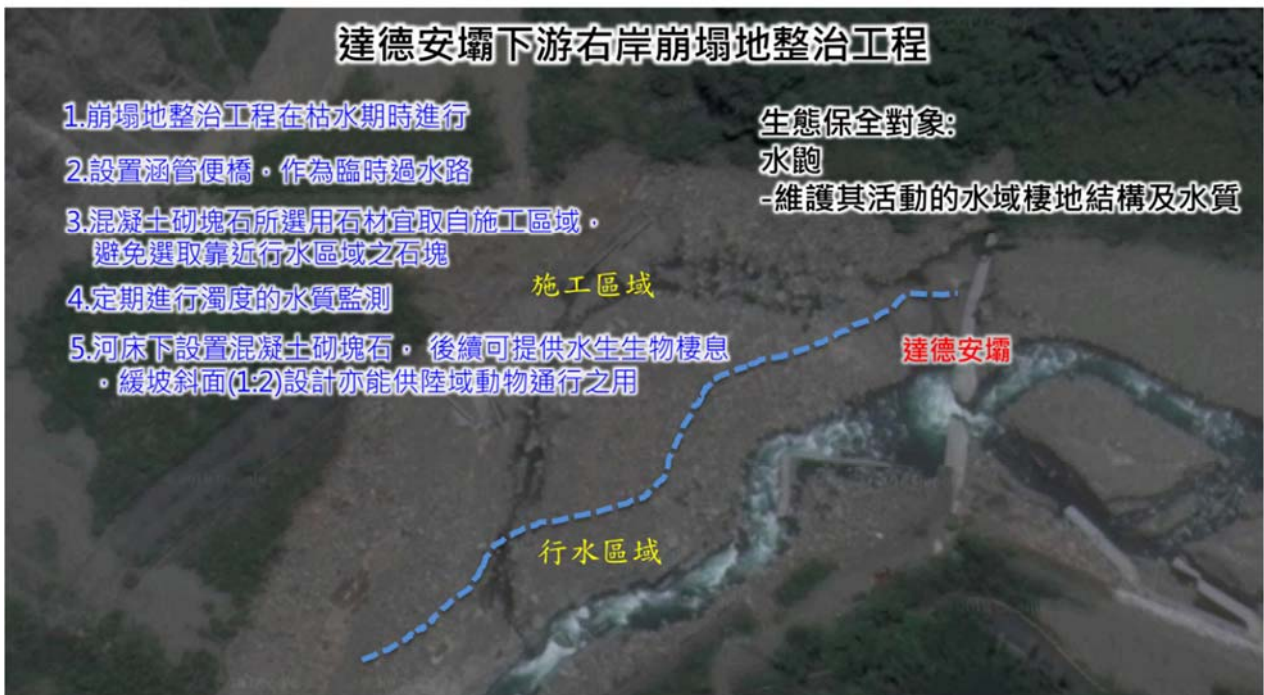 達德安壩下游右岸崩塌地整治工程
1.崩塌地整治工程在枯水期時進行
2.設置涵管便橋，作為臨時過水路
3.混凝土砌塊石所選用石材宜取自施工區域，
避免選取靠近行水區域之石塊
4.定期進行濁度的水質監測
5.河床下設置混凝土砌塊石， 後續可提供水生生物棲息
，緩坡斜面(1:2)設計亦能供陸域動物通行之用
生態保全對象:
水鼩
-維護其活動的水域棲地結構及水質
施工區域
達德安壩
行水區域